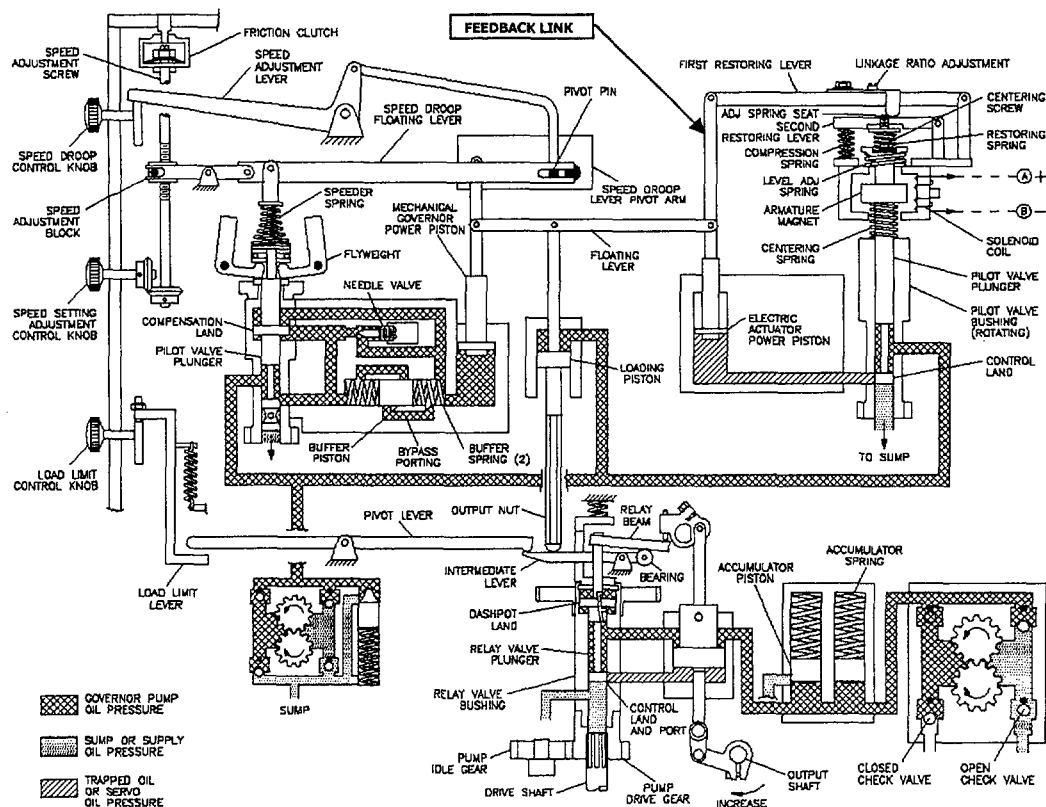 FRICTION CLUTCH
FEEDBACK LINK
SPEED
ADJUSTMENT
SCREW
SPEED
ADJUSTMENT
LEVER
FIRST RESTORING LEVER
LINKAGE RATIO ADJUSTMENT
PIVOT
PIN
ADJ SPRING SEAT
SECOND
RESTORING LEVER
COMPRESSION
SPRING
CENTERING
SCREW
RESTORING
SPRING
SPEED DROOP
FLOATING LEVER
SPEED DROOP
CONTROL KNOB
LEVEL ADJ
SPRING
A +
SPEED DROOP
LEVER PIVOT ARM
SPEED
ADJUSTMENT
BLOCK
SPEEDER
SPRING
MECHANICAL
GOVERNOR
POWER PISTON
ARMATURE
MAGNET
B -
CENTERING
SPRING
SOLENOID
COIL
FLYWEIGHT
FLOATING
LEVER
PILOT VALVE
PLUNGER
NEEDLE VALVE
SPEED SETTING
ADJUSTMENT
CONTROL KNOB
COMPENSATION
LAND
ELECTRIC
ACTUATOR
POWER PISTON
PILOT VALVE
BUSHING
(ROTATING)
PILOT VALVE
PLUNGER
LOADING
PISTON
CONTROL
LAND
BUFFER
PISTON
BYPASS
PORTING
BUFFER
SPRING (2)
TO SUMP
LOAD LIMIT
CONTROL KNOB
PIVOT LEVER
OUTPUT NUT
RELAY
BEAM
ACCUMULATOR
SPRING
INTERMEDIATE
LEVER
BEARING
ACCUMULATOR
PISTON
LOAD LIMIT
LEVER
DASHPOT
LAND
RELAY VALVE
PLUNGER
RELAY VALVE
BUSHING
SUMP
CONTROL
LAND
AND PORT
GOVERNOR PUMP
OIL PRESSURE
SUMP OR SUPPLY
OIL PRESSURE
TRAPPED OIL
OR SERVO
OIL PRESSURE
PUMP
IDLE GEAR
DRIVE SHAFT
PUMP
DRIVE GEAR
OUTPUT
SHAFT
INCREASE
CLOSED
CHECK VALVE
OPEN
CHECK VALVE